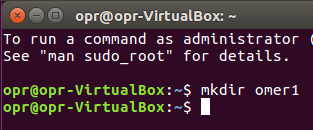 opr@opr-VirtualBox: ~
To run a command as administrator (
See "man sudo_root" for details.
opr@opr-VirtualBox:~$ mkdir omer1
opr@opr-VirtualBox:~$